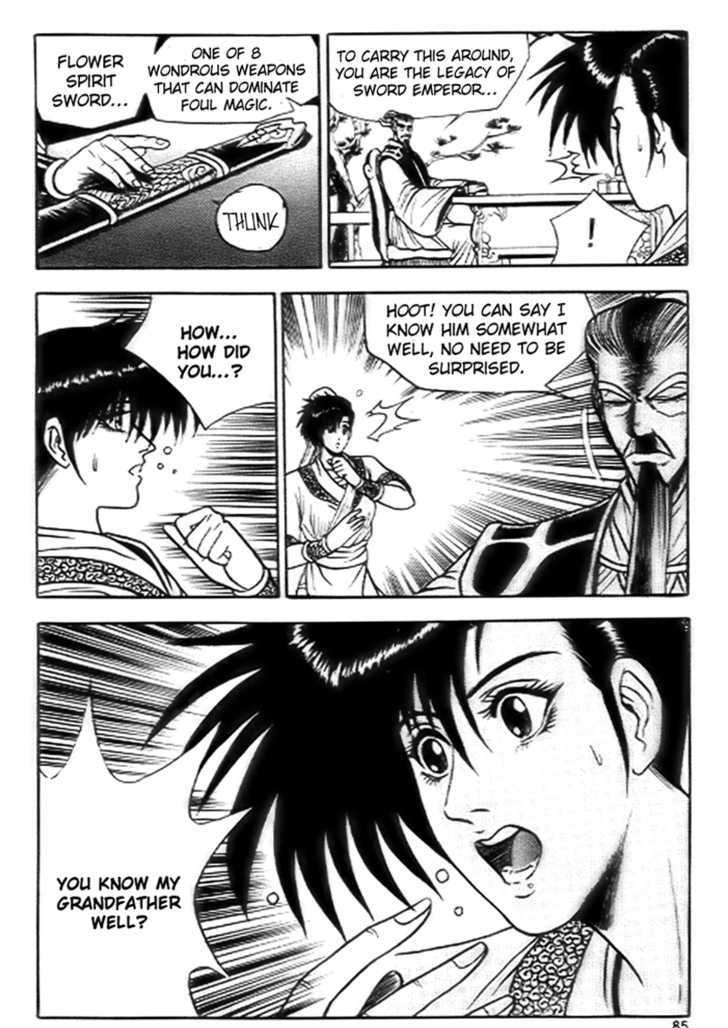 FLOWER
SPIRIT
SWORD...
ONE OF 8
WONDROUS WEAPONS
THAT CAN DOMINATE
FOUL MAGIC.
THUNK
TO CARRY THIS AROUND,
YOU ARE THE LEGACY OF
SWORD EMPEROR...
!
HOW...
HOW DID
YOU...?
HOOT! YOU CAN SAY I
KNOW HIM SOMEWHAT
WELL, NO NEED TO BE
SURPRISED.
YOU KNOW MY
GRANDFATHER
WELL?
85